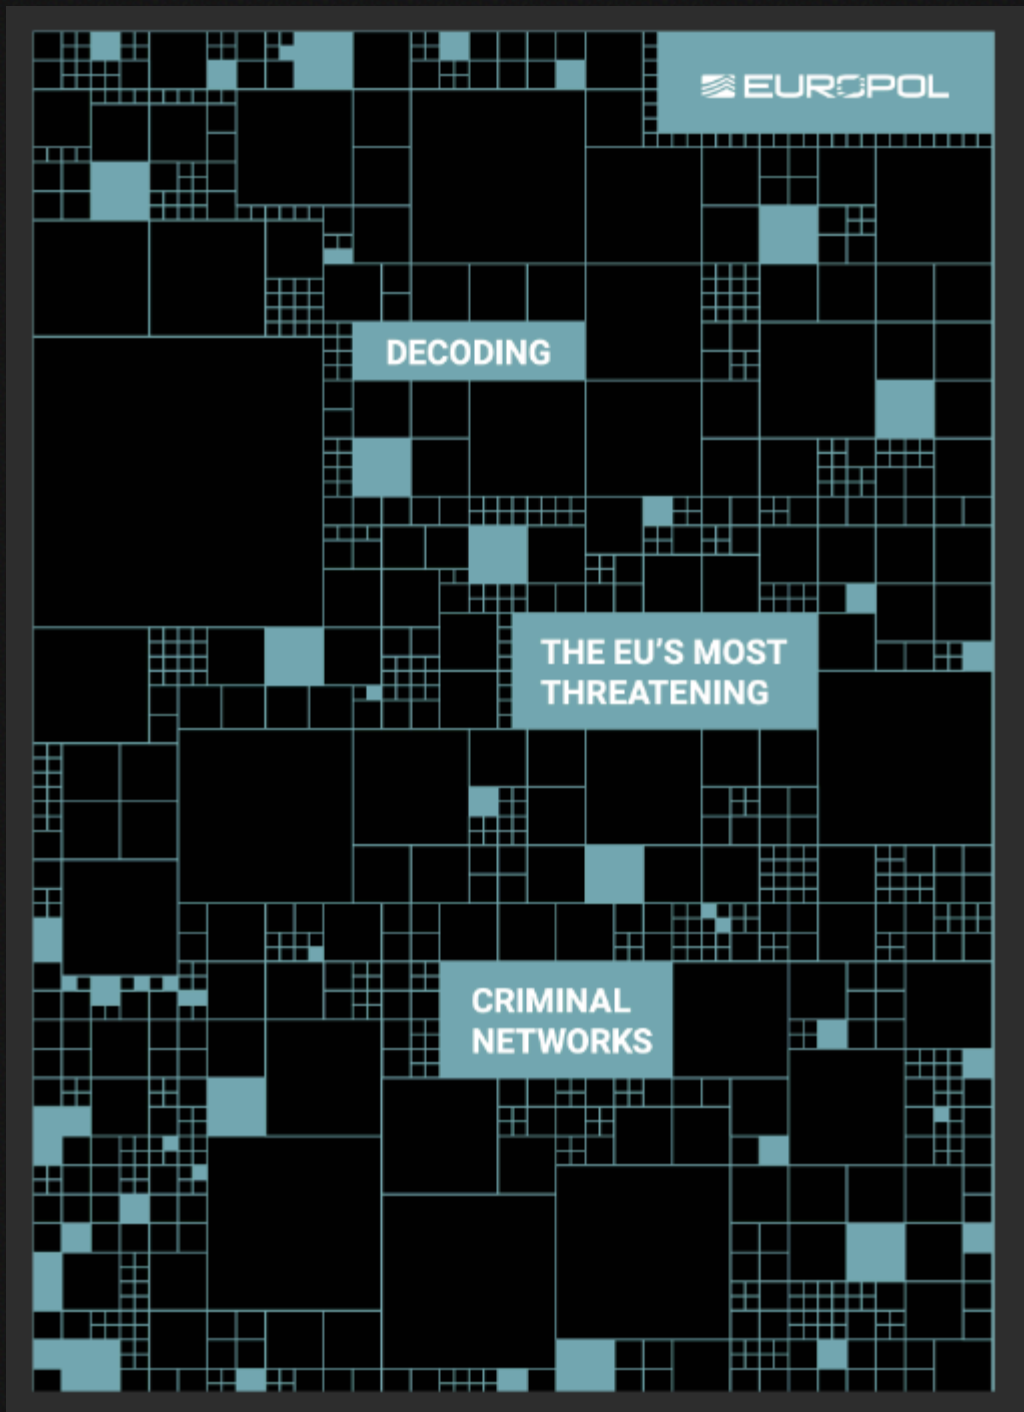 EUROPOL
DECODING
THE EU'S MOST
THREATENING
CRIMINAL
NETWORKS